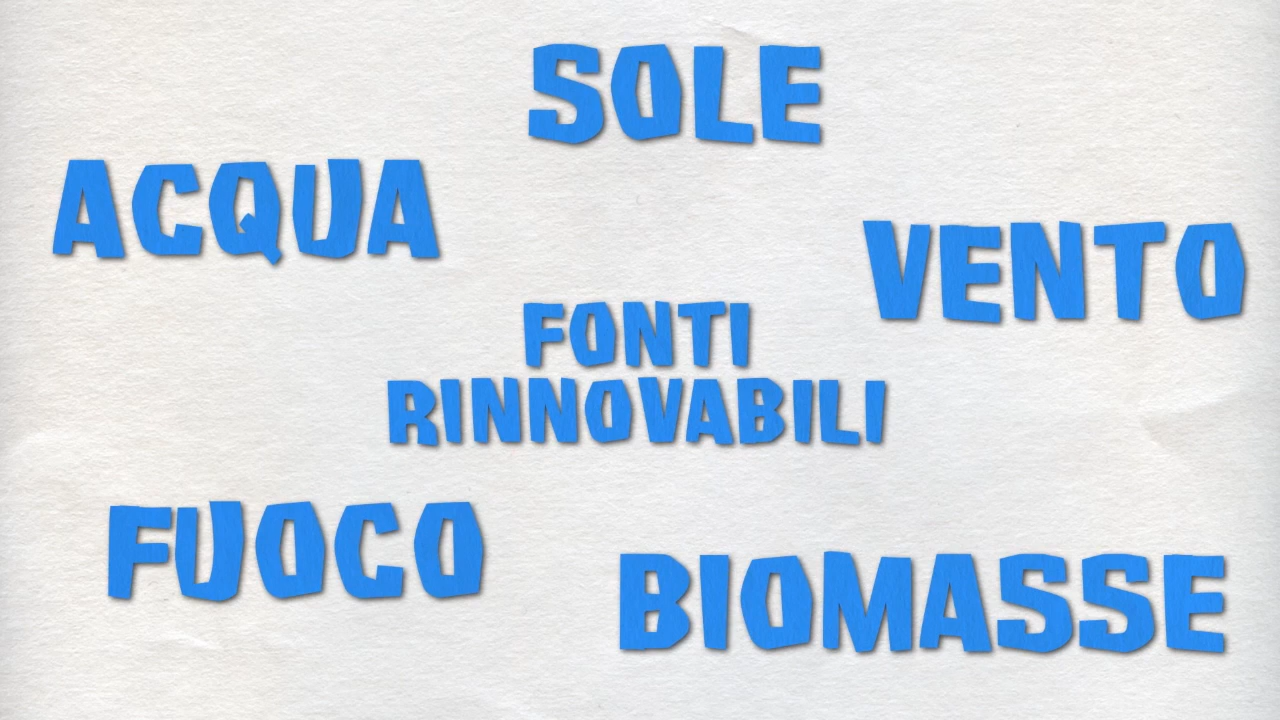 SOLE
ACQUA
VENTO
FONTI
RINNOVABILI
FUOCO
BIOMASSE